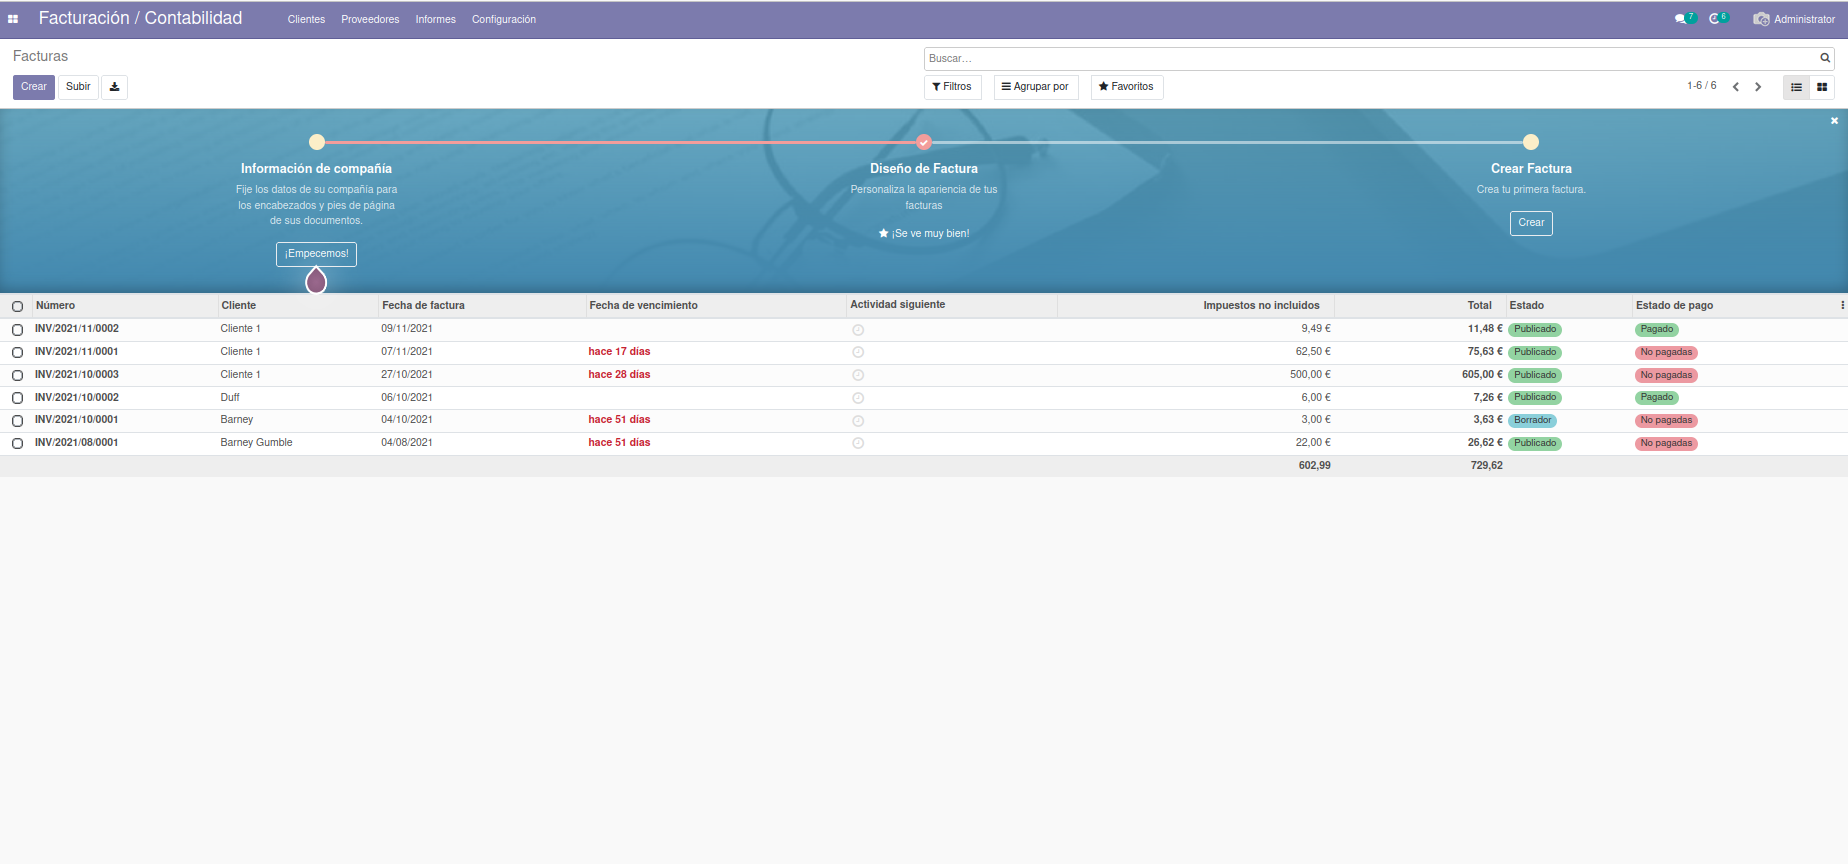 Facturación / Contabilidad Clientes Proveedores Informes Configuración 7 6 Administrator
Facturas
Buscar...
Crear Subir
Filtros Agrupar por Favoritos
1-6 / 6
Información de compañía
Fije los datos de su compañía para
los encabezados y pies de página
de sus documentos.
¡Empecemos!
Diseño de Factura
Personaliza la apariencia de tus
facturas
¡Se ve muy bien!
Crear Factura
Crea tu primera factura.
Crear
Número Cliente Fecha de factura Fecha de vencimiento Actividad siguiente Impuestos no incluidos Total Estado Estado de pago
INV/2021/11/0002 Cliente 1 09/11/2021 9,49 € 11,48 € Publicado Pagado
INV/2021/11/0001 Cliente 1 07/11/2021 hace 17 días 62,50 € 75,63 € Publicado No pagadas
INV/2021/10/0003 Cliente 1 27/10/2021 hace 28 días 500,00 € 605,00 € Publicado No pagadas
INV/2021/10/0002 Duff 06/10/2021 6,00 € 7,26 € Publicado Pagado
INV/2021/10/0001 Barney 04/10/2021 hace 51 días 3,00 € 3,63 € Borrador No pagadas
INV/2021/08/0001 Barney Gumble 04/08/2021 hace 51 días 22,00 € 26,62 € Publicado No pagadas
602,99 729,62